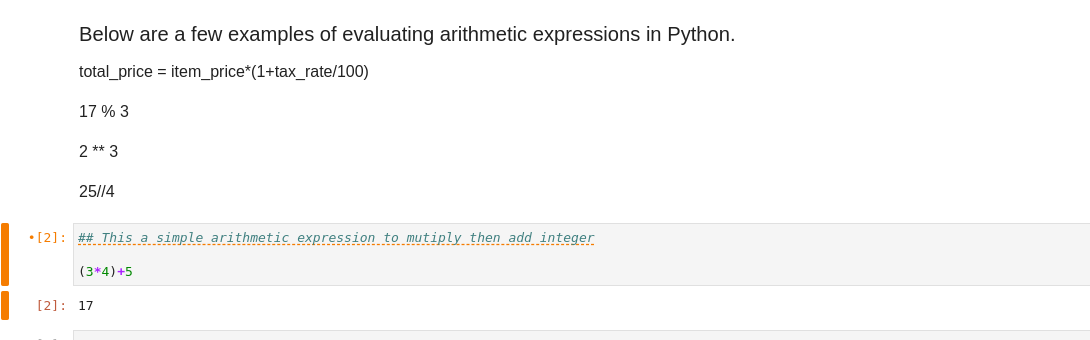 Below are a few examples of evaluating arithmetic expressions in Python.
total_price = item_price*(1+tax_rate/100)
17 % 3
2 ** 3
25//4
•[2]: ## This a simple arithmetic expression to mutiply then add integer
(3*4)+5
[2]: 17